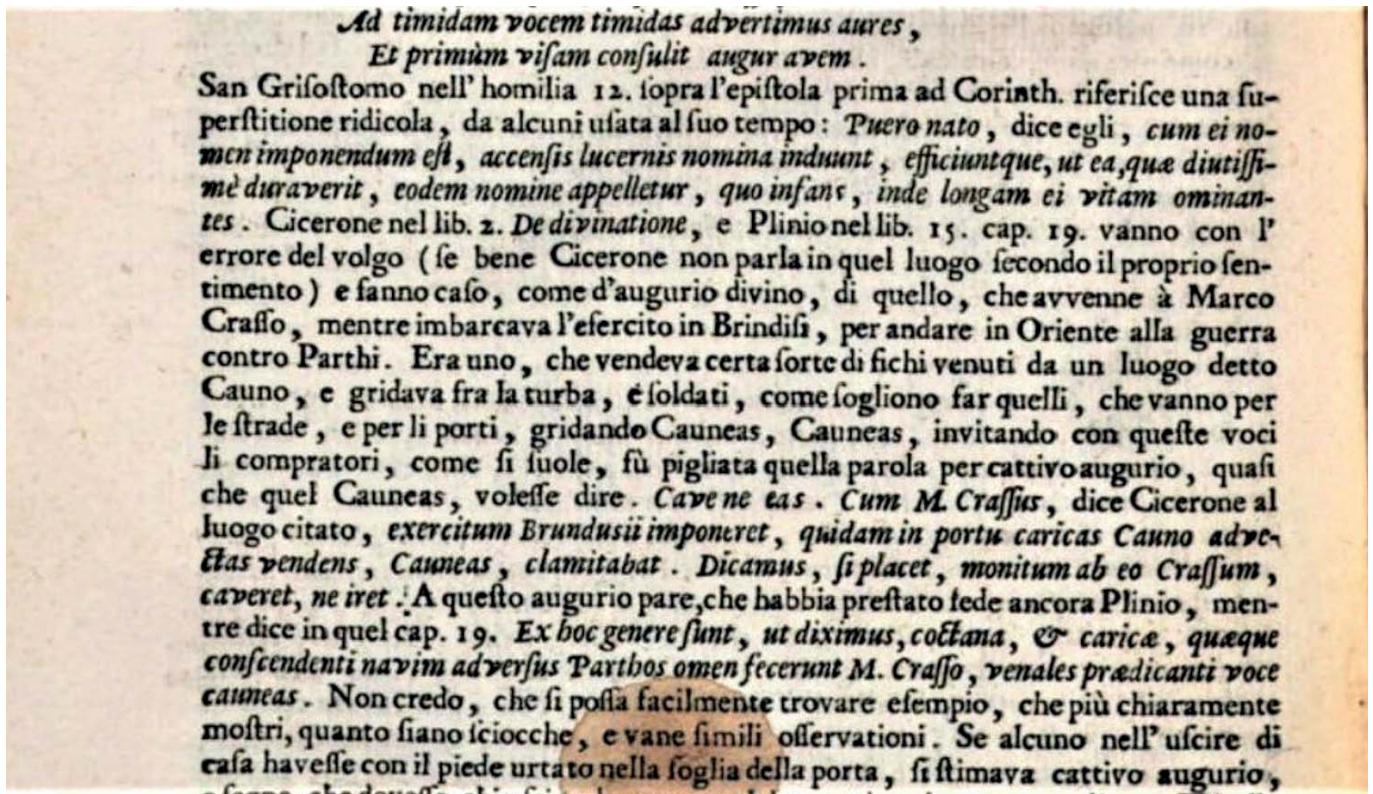 Ad timidam vocem timidas advertimus aures,
Et primùm viſam conſulit augur avem.
San Griſoſtomo nell' homilia 12. ſopra l'epiſtola prima ad Corinth. riferiſce una ſu-
perſtitione ridicola, da alcuni uſata al ſuo tempo: Puero nato, dice egli, cum ei no-
men imponendum eſt, accenſis lucernis nomina induunt, efficiuntque, ut ea, quæ diutiſſi-
mè duraverit, eodem nomine appelletur, quo infans, inde longam ei vitam ominan-
tes. Cicerone nel lib. 2. De divinatione, e Plinio nel lib. 15. cap. 19. vanno con l'
errore del volgo (ſe bene Cicerone non parla in quel luogo ſecondo il proprio ſen-
timento) e fanno caſo, come d'augurio divino, di quello, che avvenne à Marco
Craſſo, mentre imbarcava l'eſercito in Brindiſi, per andare in Oriente alla guerra
contro Parthi. Era uno, che vendeva certa ſorte di fichi venuti da un luogo detto
Cauno, e gridava fra la turba, é ſoldati, come ſogliono far quelli, che vanno per
le ſtrade, e per li porti, gridando Cauneas, Cauneas, invitando con queſte voci
li compratori, come ſi ſuole, fù pigliata quella parola per cattivo augurio, quaſi
che quel Cauneas, voleſſe dire. Cave ne eas. Cum M. Craſſus, dice Cicerone al
luogo citato, exercitum Brunduſii imponeret, quidam in portu caricas Cauno adve-
ctas vendens, Cauneas, clamitabat. Dicamus, ſi placet, monitum ab eo Craſſum,
caveret, ne iret. A queſto augurio pare, che habbia preſtato fede ancora Plinio, men-
tre dice in quel cap. 19. Ex hoc genere ſunt, ut diximus, coctana, & caricæ, quæque
conſcendenti navim adverſus Parthos omen fecerunt M. Craſſo, venales prædicanti voce
cauneas. Non credo, che ſi poſſa facilmente trovare eſempio, che più chiaramente
moſtri, quanto ſiano ſciocche, e vane ſimili oſſervationi. Se alcuno nell' uſcire di
caſa haveſſe con il piede urtato nella ſoglia della porta, ſi ſtimava cattivo augurio,